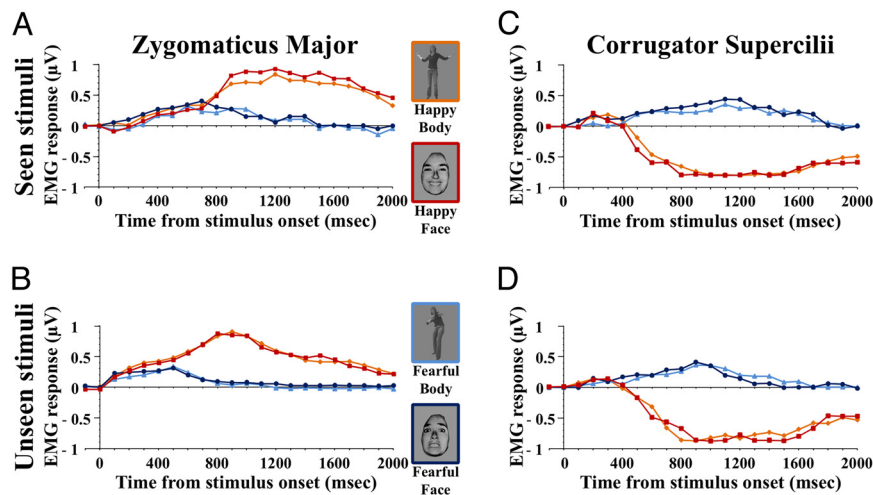 A
Zygomaticus Major
Seen stimuli
EMG response (µV)
1
0.5
0
- 0.5
- 1
0 400 800 1200 1600 2000
Time from stimulus onset (msec)
Happy
Body
Happy
Face
C
Corrugator Supercilii
EMG response (µV)
1
0.5
0
- 0.5
- 1
0 400 800 1200 1600 2000
Time from stimulus onset (msec)
B
Unseen stimuli
EMG response (µV)
1
0.5
0
- 0.5
- 1
0 400 800 1200 1600 2000
Time from stimulus onset (msec)
Fearful
Body
Fearful
Face
D
EMG response (µV)
1
0.5
0
- 0.5
- 1
0 400 800 1200 1600 2000
Time from stimulus onset (msec)